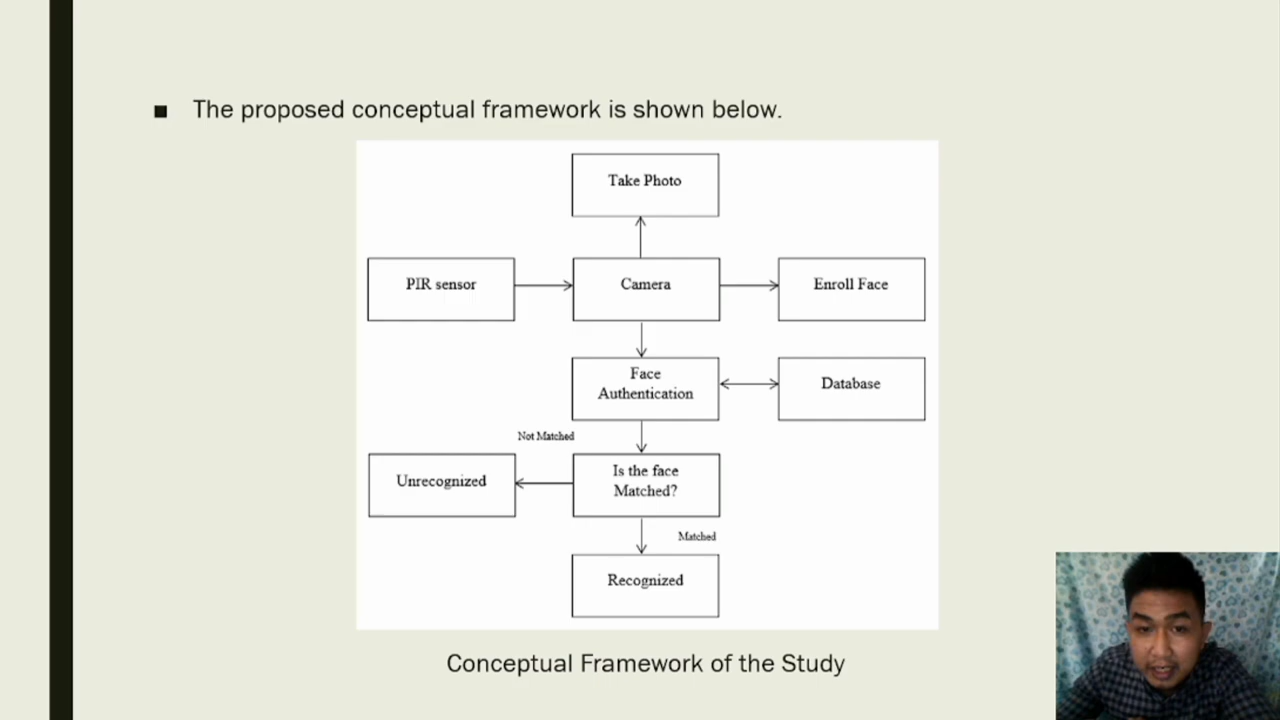 The proposed conceptual framework is shown below.
Take Photo
PIR sensor
Camera
Enroll Face
Face
Authentication
Database
Not Matched
Unrecognized
Is the face
Matched?
Matched
Recognized
Conceptual Framework of the Study